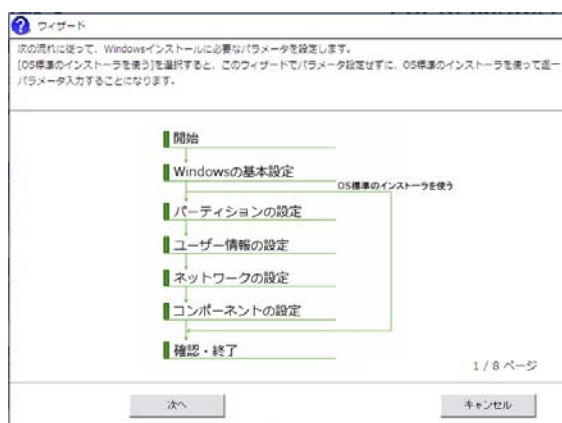 ウィザード
次の流れに従って、Windowsインストールに必要なパラメータを設定します。
[OS標準のインストーラを使う]を選択すると、このウィザードでパラメータ設定せずに、OS標準のインストーラを使って逐一
パラメータ入力することになります。
開始
Windowsの基本設定
OS標準のインストーラを使う
パーティションの設定
ユーザー情報の設定
ネットワークの設定
コンポーネントの設定
確認・終了
1 / 8 ページ
次へ
キャンセル